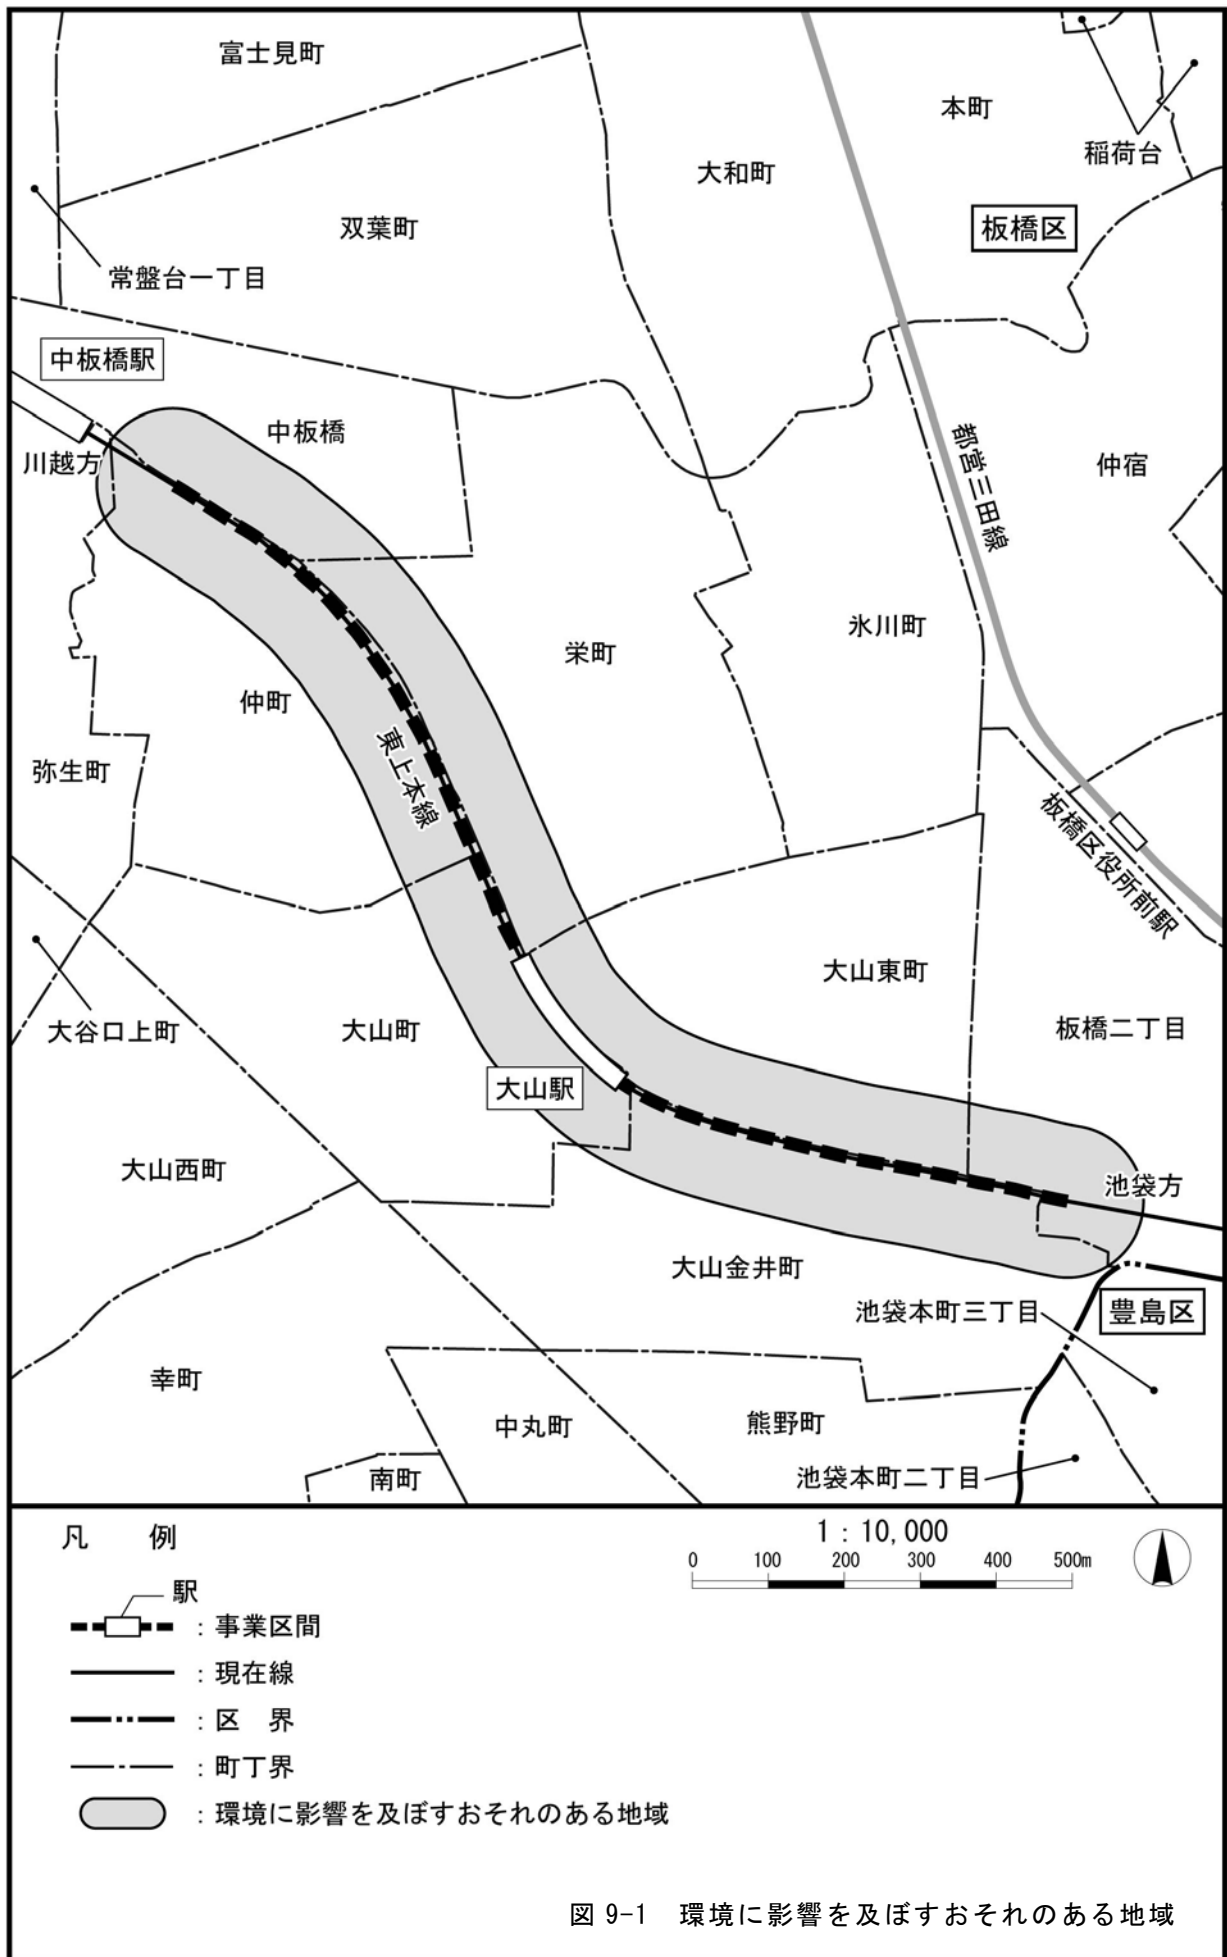 富士見町
本町
稲荷台
大和町
板橋区
双葉町
常盤台一丁目
中板橋駅
中板橋
川越方
都営三田線
仲宿
氷川町
栄町
仲町
東上本線
弥生町
板橋区役所前駅
大山東町
大谷口上町
大山町
板橋二丁目
大山駅
大山西町
池袋方
大山金井町
池袋本町三丁目
豊島区
幸町
中丸町
熊野町
南町
池袋本町二丁目
凡　例
1：10,000
0 100 200 300 400 500m
駅
：事業区間
：現在線
：区　界
：町丁界
：環境に影響を及ぼすおそれのある地域
図 9-1　環境に影響を及ぼすおそれのある地域